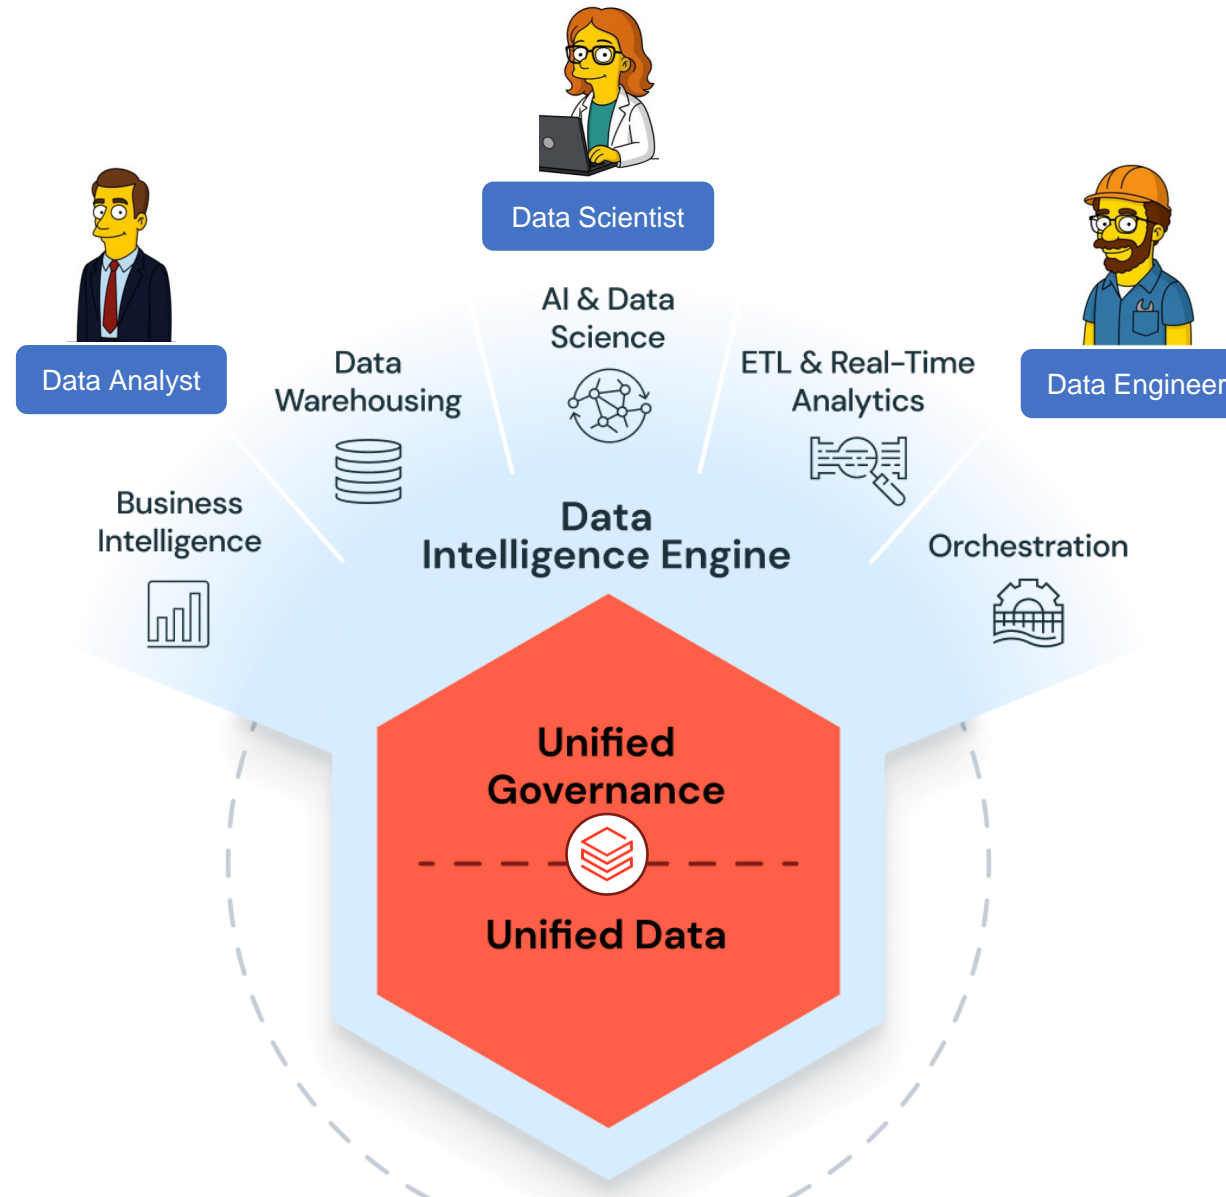 Data Scientist
Data Analyst
Data Engineer
AI & Data
Science
Data
Warehousing
ETL & Real-Time
Analytics
Business
Intelligence
Orchestration
Data
Intelligence Engine
Unified
Governance
Unified Data